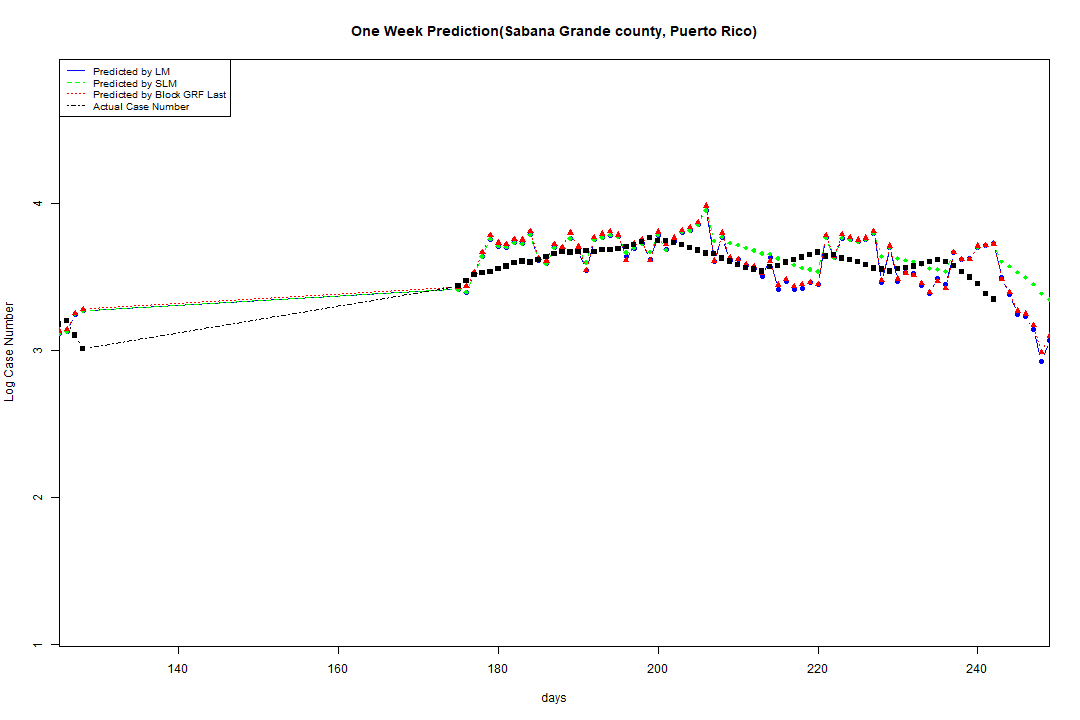 One Week Prediction(Sabana Grande county, Puerto Rico)
Predicted by LM
Predicted by SLM
Predicted by Block GRF Last
Actual Case Number
4
3
2
1
Log Case Number
140 160 180 200 220 240
days